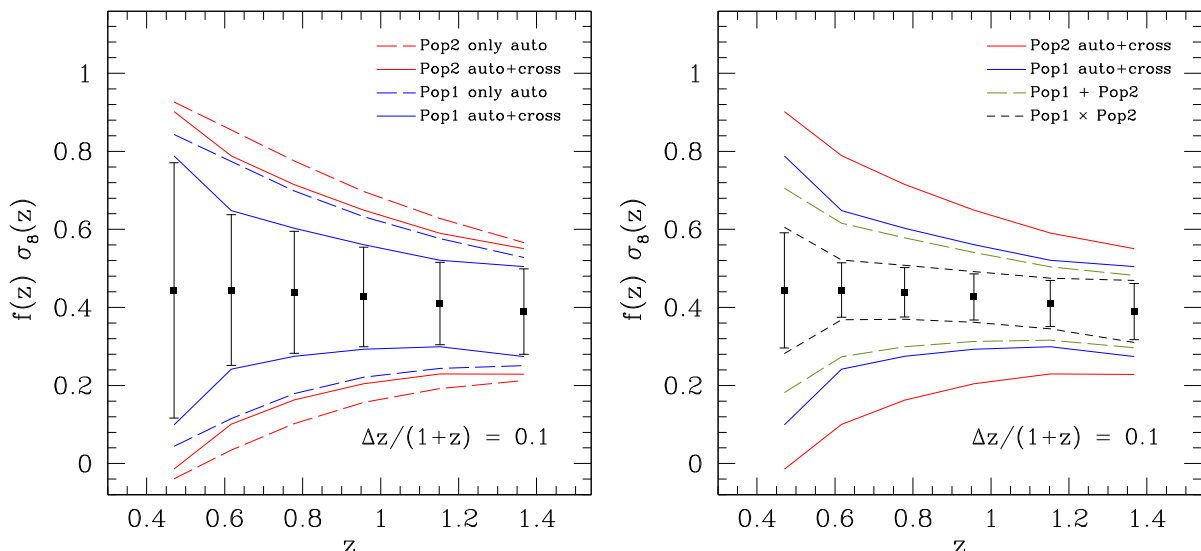 Pop2 only auto
Pop2 auto+cross
Pop1 only auto
Pop1 auto+cross
1
0.8
0.6
0.4
0.2
0
f(z) σ₈(z)
Δz/(1+z) = 0.1
0.4 0.6 0.8 1 1.2 1.4
z
Pop2 auto+cross
Pop1 auto+cross
Pop1 + Pop2
Pop1 × Pop2
1
0.8
0.6
0.4
0.2
0
f(z) σ₈(z)
Δz/(1+z) = 0.1
0.4 0.6 0.8 1 1.2 1.4
z